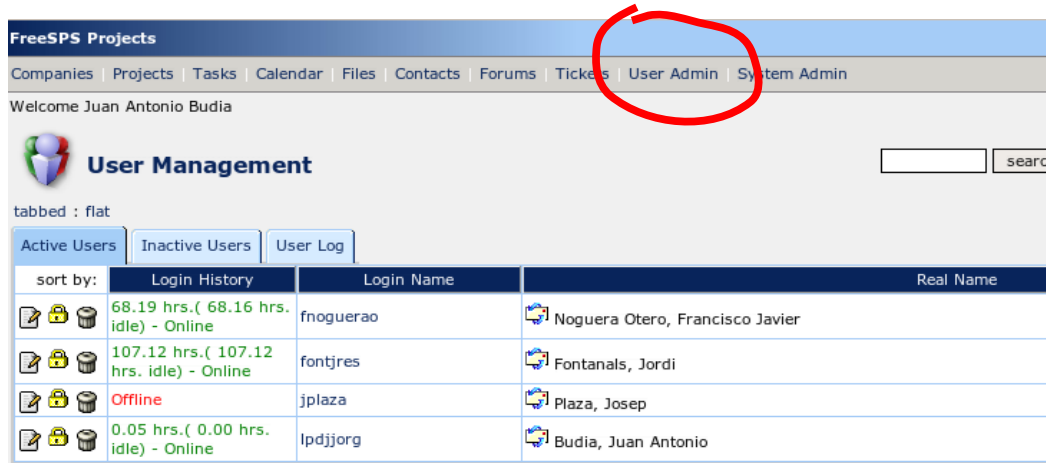 FreeSPS Projects
Companies | Projects | Tasks | Calendar | Files | Contacts | Forums | Tickets | User Admin | System Admin
Welcome Juan Antonio Budia
User Management
searc
tabbed : flat
Active Users Inactive Users User Log
sort by: Login History Login Name Real Name
68.19 hrs.( 68.16 hrs. idle) - Online fnoguerao Noguera Otero, Francisco Javier
107.12 hrs.( 107.12 hrs. idle) - Online fontjres Fontanals, Jordi
Offline jplaza Plaza, Josep
0.05 hrs.( 0.00 hrs. idle) - Online lpdjjorg Budia, Juan Antonio